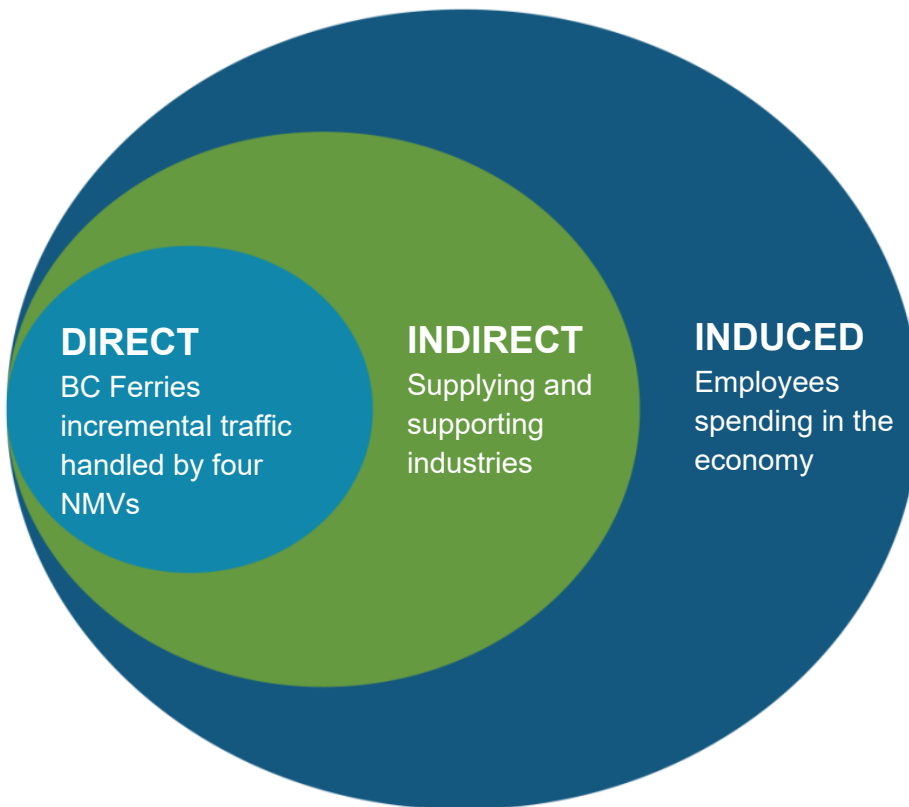 DIRECT
BC Ferries
incremental traffic
handled by four
NMVs
INDIRECT
Supplying and
supporting
industries
INDUCED
Employees
spending in the
economy